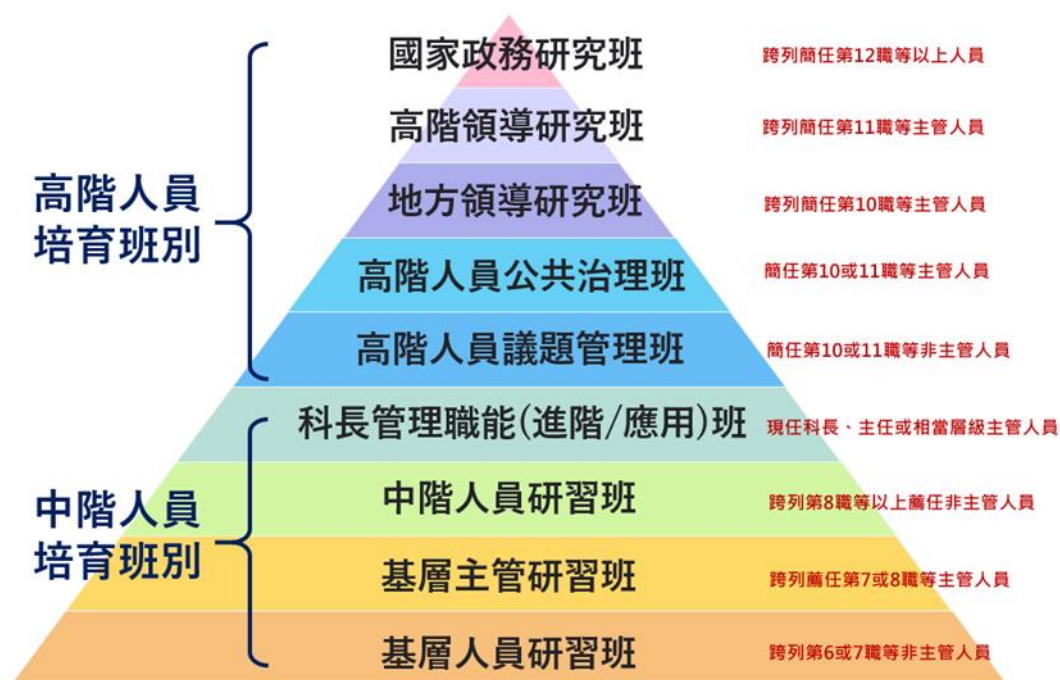 國家政務研究班 跨列簡任第12職等以上人員
高階領導研究班 跨列簡任第11職等主管人員
高階人員
培育班別
地方領導研究班 跨列簡任第10職等主管人員
高階人員公共治理班 簡任第10或11職等主管人員
高階人員議題管理班 簡任第10或11職等非主管人員
科長管理職能(進階/應用)班 現任科長、主任或相當層級主管人員
中階人員
培育班別
中階人員研習班 跨列第8職等以上薦任非主管人員
基層主管研習班 跨列薦任第7或8職等主管人員
基層人員研習班 跨列第6或7職等非主管人員